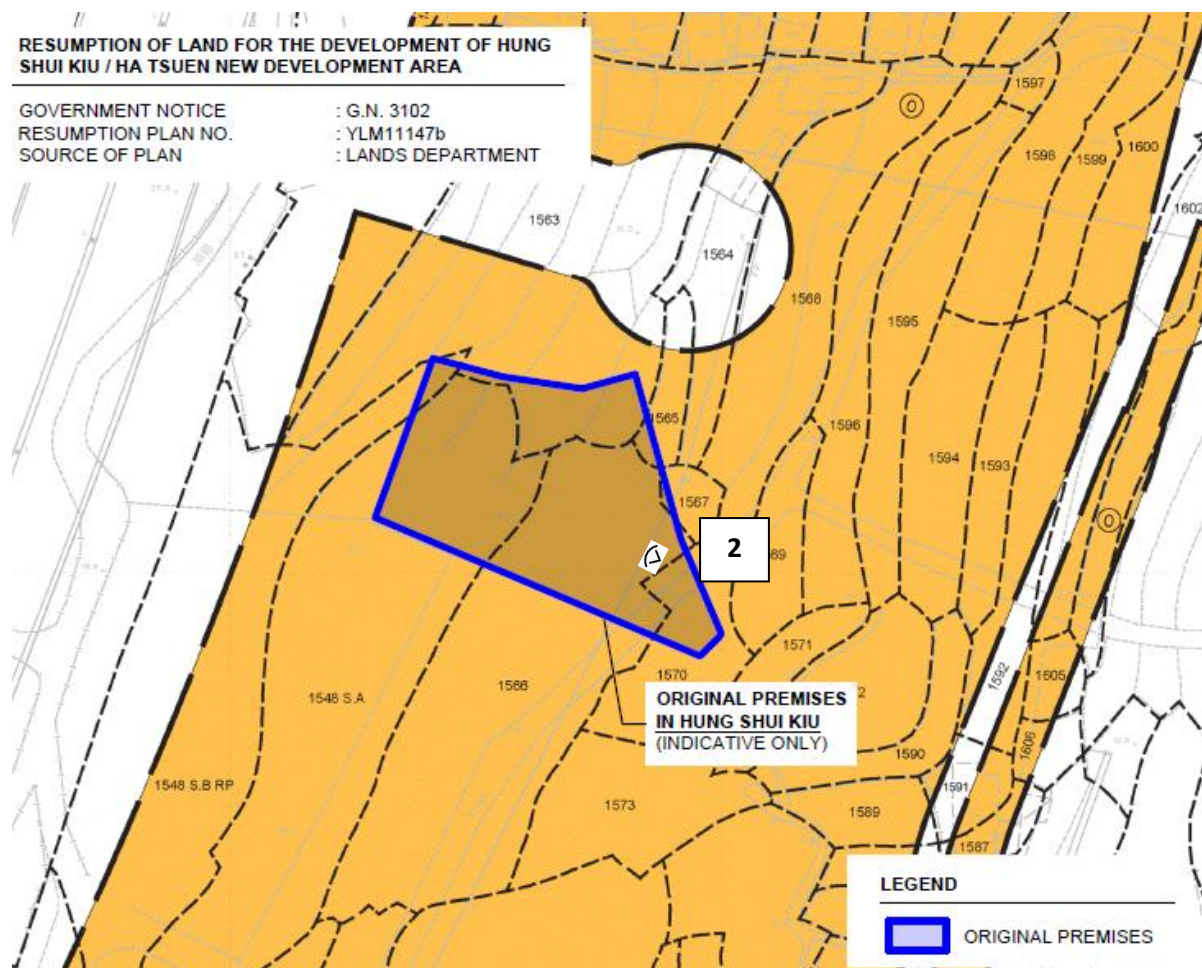 RESUMPTION OF LAND FOR THE DEVELOPMENT OF HUNG
SHUI KIU / HA TSUEN NEW DEVELOPMENT AREA
GOVERNMENT NOTICE : G.N. 3102
RESUMPTION PLAN NO. : YLM11147b
SOURCE OF PLAN : LANDS DEPARTMENT
1597
1600
1598
1599
1602
1563
1564
1568
1595
1565
1596
1594
1593
1567
2
69
1571
1570
1566
1546 S.A
ORIGINAL PREMISES
IN HUNG SHUI KIU
(INDICATIVE ONLY)
2
1592
1605
1606
1590
1591
1548 S.B RP
1573
1589
1587
LEGEND
ORIGINAL PREMISES